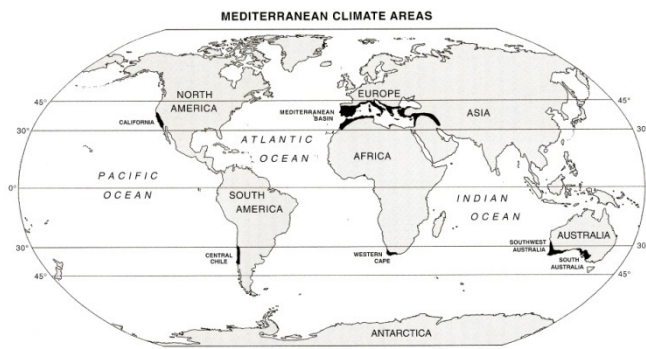 MEDITERRANEAN CLIMATE AREAS
NORTH
AMERICA
EUROPE
ASIA
45°
45°
MEDITERRANEAN
BASIN
CALIFORNIA
30°
30
ATLANTIC
OCEAN
AFRICA
PACIFIC
OCEAN
0°
0°
SOUTH
AMERICA
INDIAN
OCEAN
AUSTRALIA
SOUTHWEST
AUSTRALIA
30°
30
CENTRAL
CHILE
WESTERN
CAPE
SOUTH
AUSTRALIA
45°
45°
ANTARCTICA